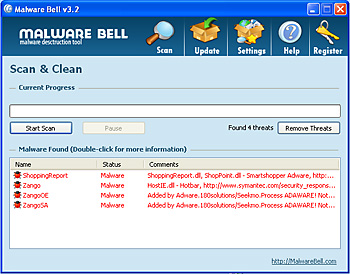 Malware Bell v3.2
MALWARE BELL
malware desctruction tool
Scan
Update
Settings
Help
Register
Scan & Clean
Current Progress
Start Scan
Pause
Found 4 threats
Remove Threats
Malware Found (Double-click for more information)
Name Status Comments
ShoppingReport Malware ShoppingReport.dll, ShopPoint.dll - Smartshopper Adware, http:...
Zango Malware HostIE.dll - Hotbar, http://www.symantec.com/security_respons...
ZangoOE Malware Added by Adware.180solutions/Seekmo.Process ADAWARE! Not...
ZangoSA Malware Added by Adware.180solutions/Seekmo.Process ADAWARE! Not...
http://MalwareBell.com